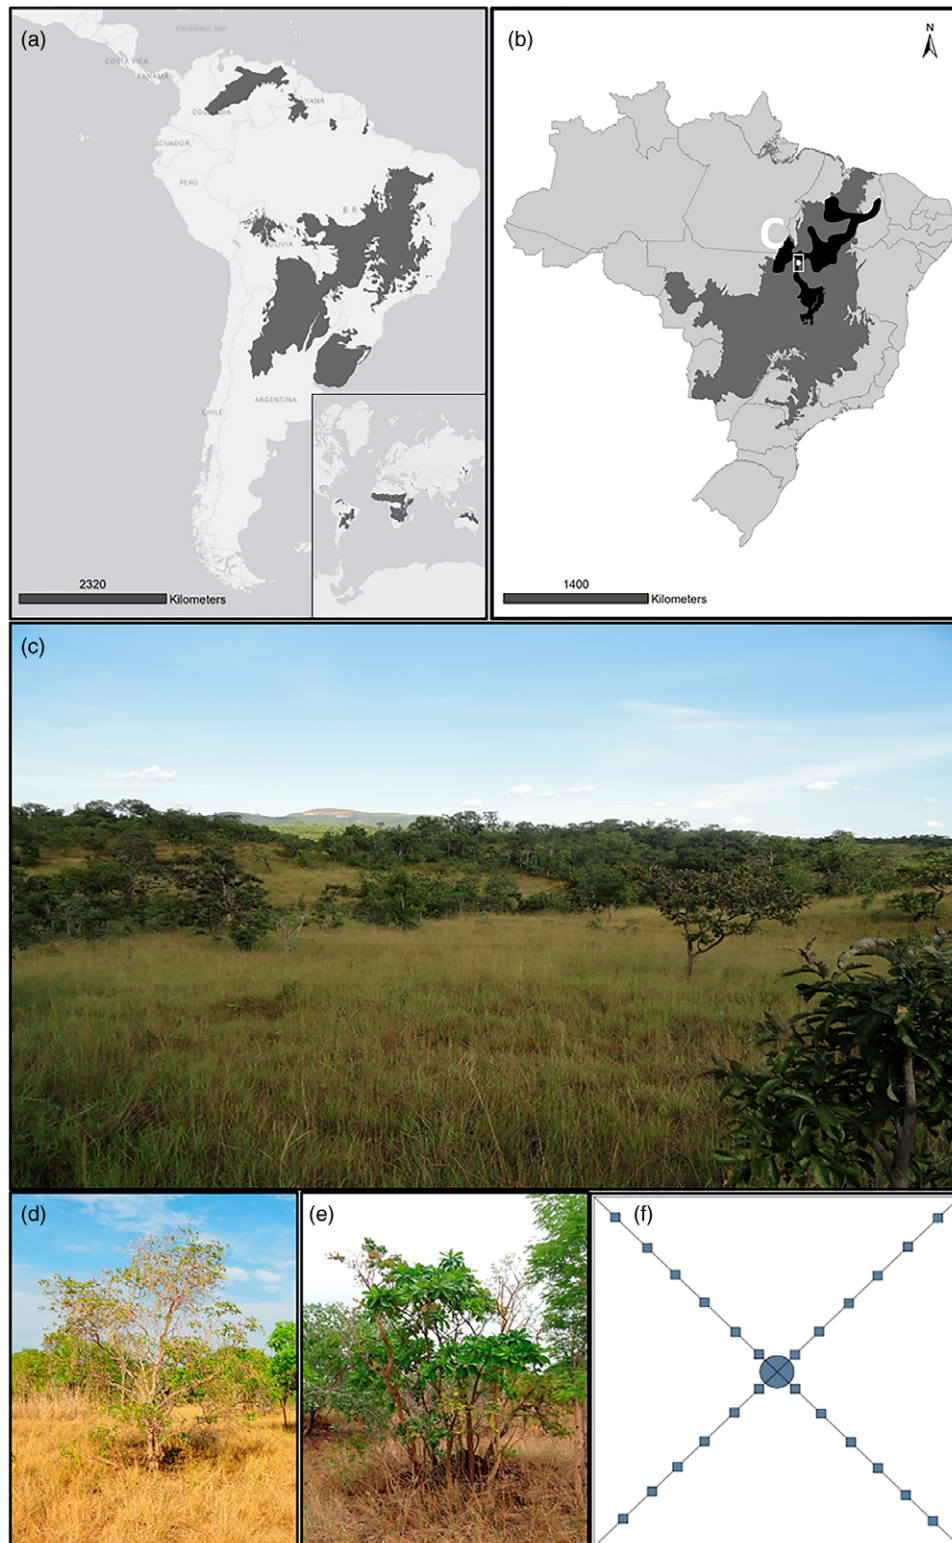 (a)
Caribbean Sea
COSTA RICA
PANAMÁ
COLOMBIA
ECUADOR
PERÚ
B R
BOLIVIA
CHILE
ARGENTINA
2320
Kilometers
(b)
N
C
1400
Kilometers
(c)
(d)
(e)
(f)